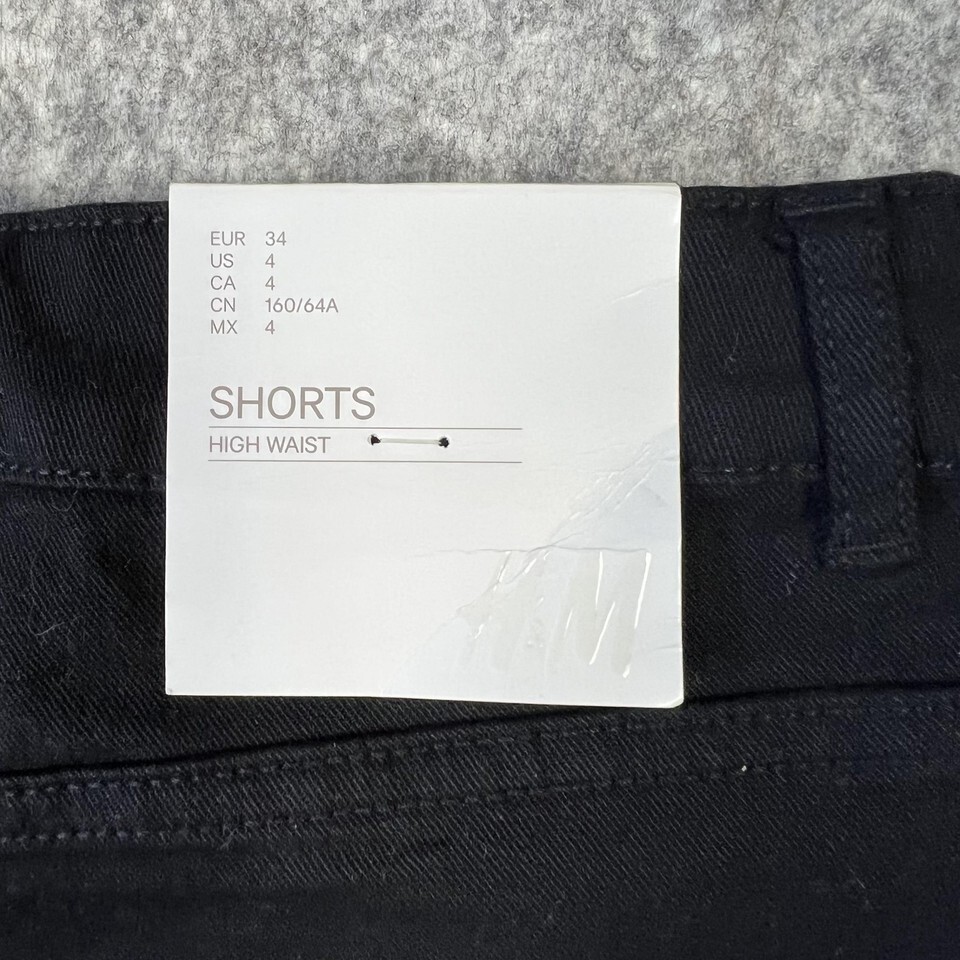 EUR 34
US 4
CA 4
CN 160/64A
MX 4
SHORTS
HIGH WAIST